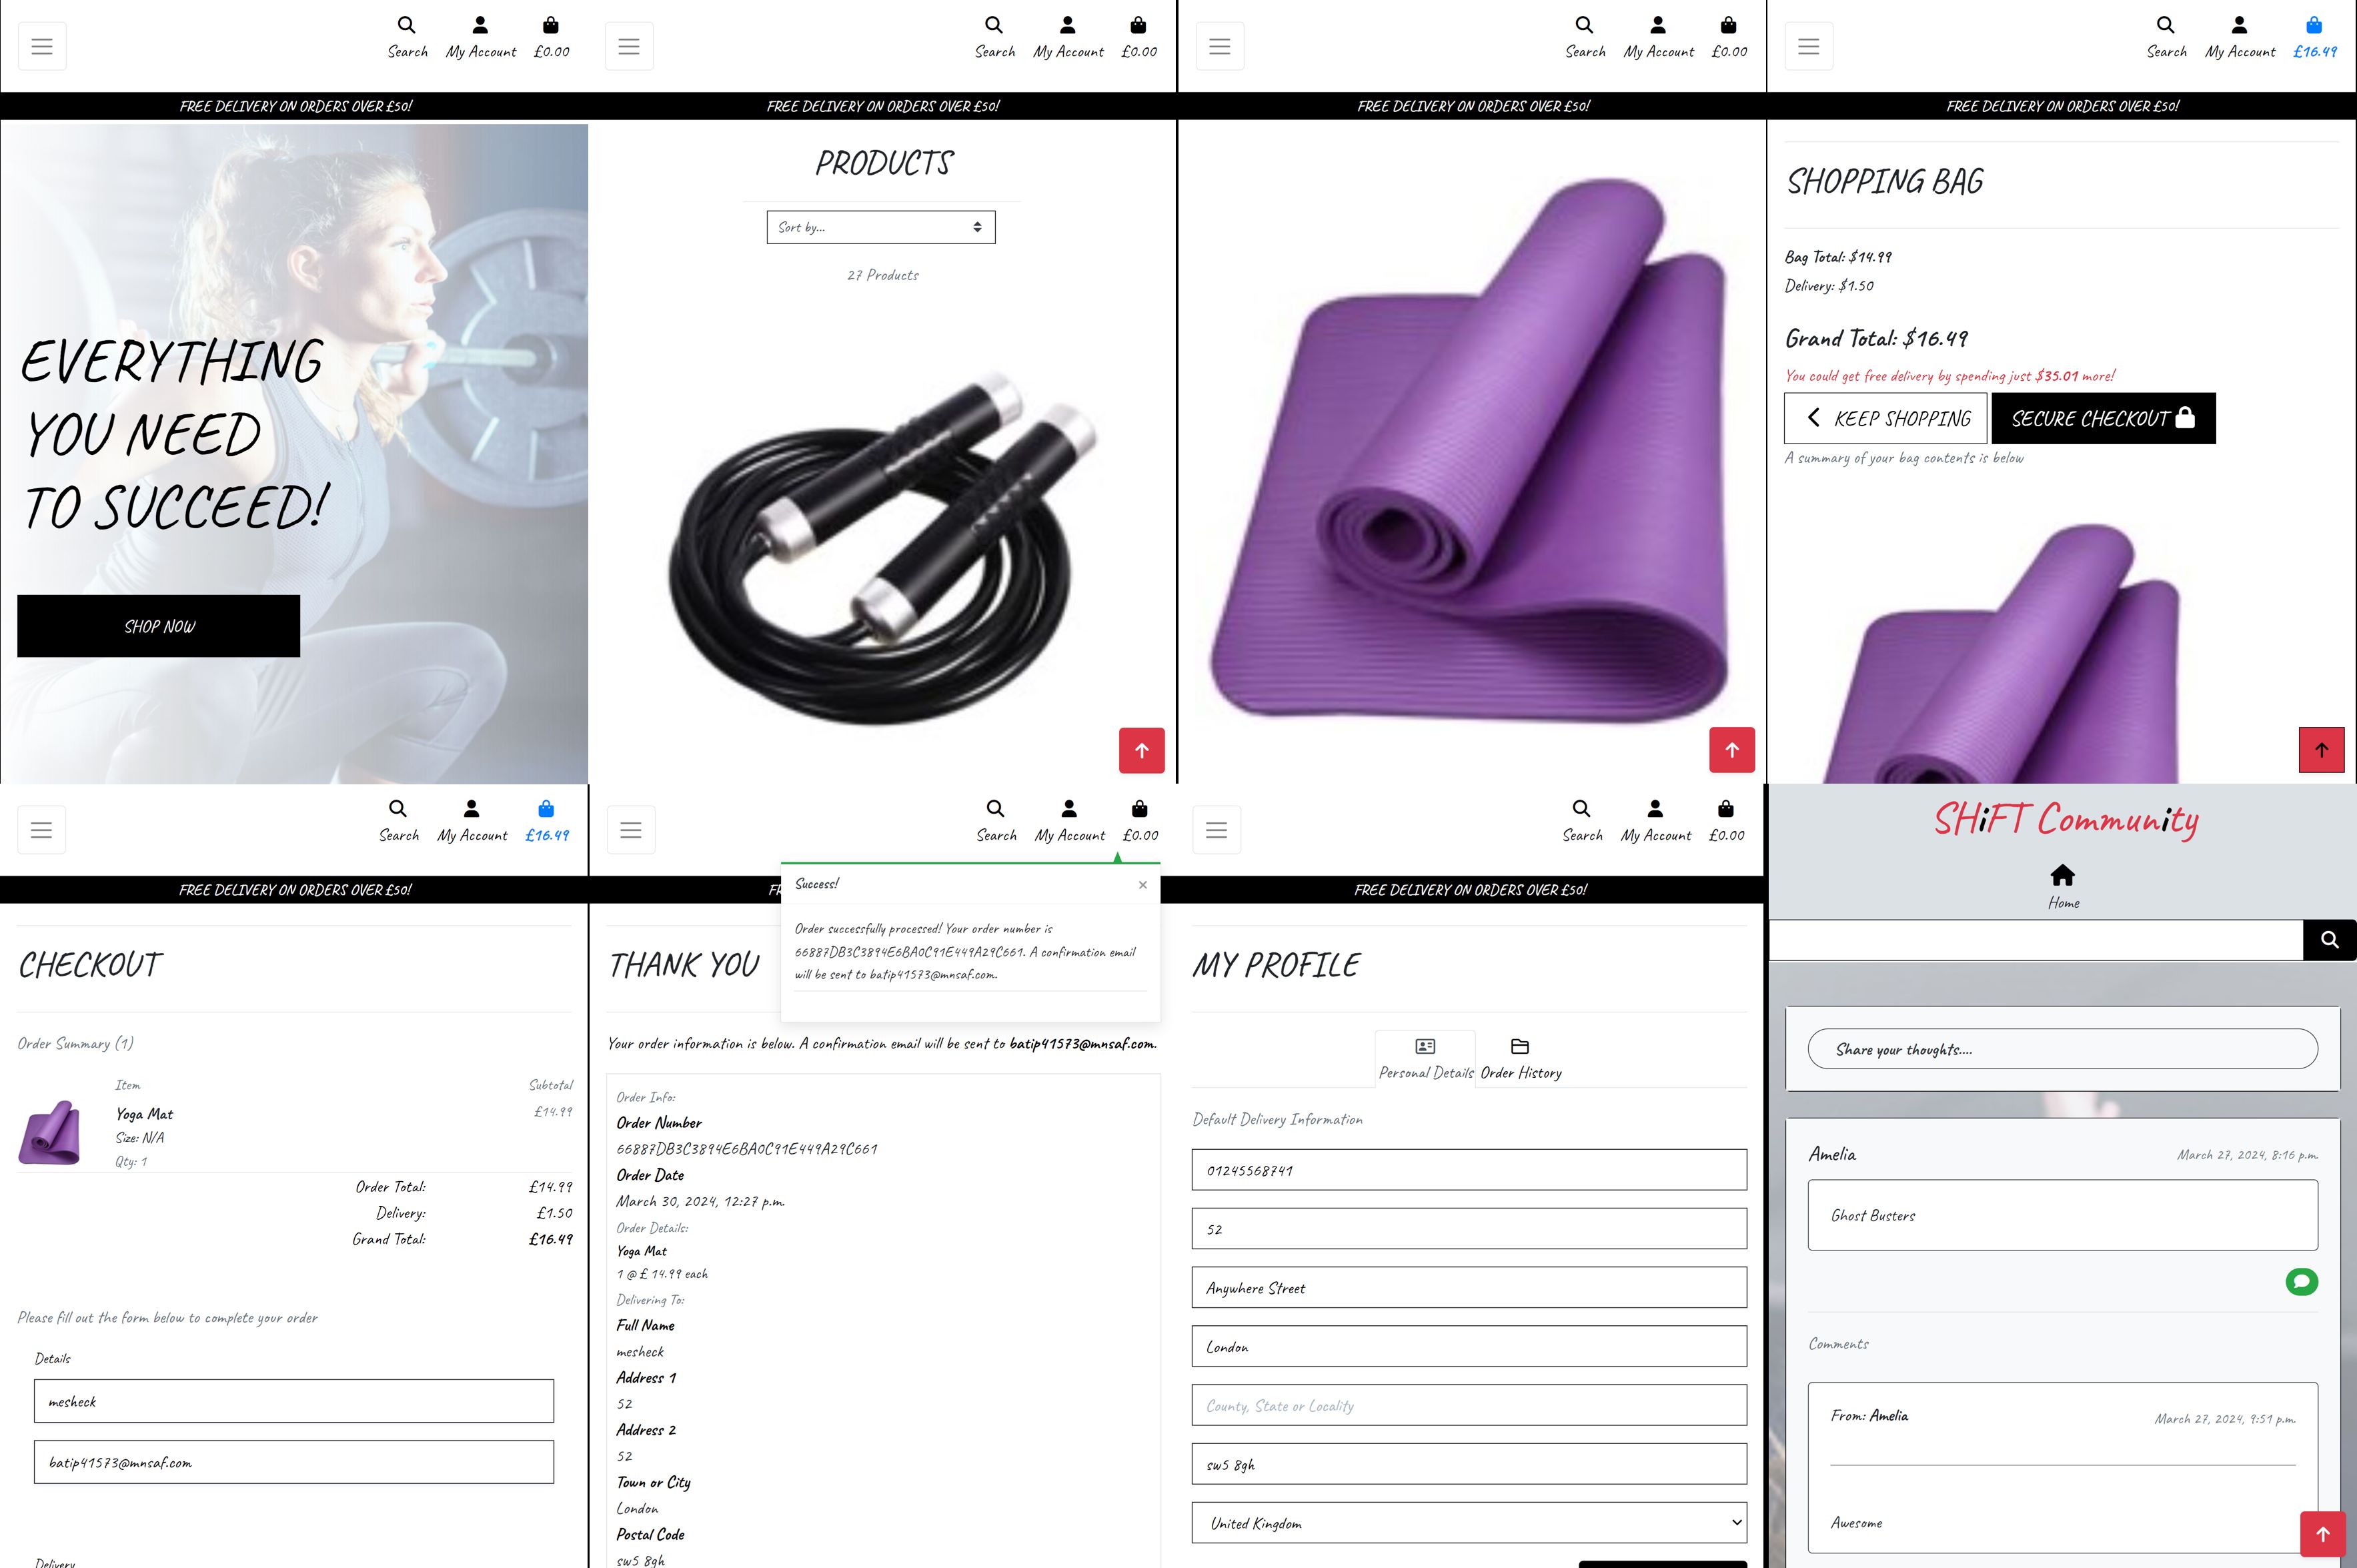 Search My Account £0.00
FREE DELIVERY ON ORDERS OVER £50!
EVERYTHING
YOU NEED
TO SUCCEED!
SHOP NOW
Search My Account £0.00
FREE DELIVERY ON ORDERS OVER £50!
PRODUCTS
Sort by...
27 Products
Search My Account £0.00
FREE DELIVERY ON ORDERS OVER £50!
Search My Account £16.49
FREE DELIVERY ON ORDERS OVER £50!
SHOPPING BAG
Bag Total: $14.99
Delivery: $1.50
Grand Total: $16.49
You could get free delivery by spending just $35.01 more!
KEEP SHOPPING SECURE CHECKOUT
A summary of your bag contents is below
Search My Account £16.49
FREE DELIVERY ON ORDERS OVER £50!
CHECKOUT
Order Summary (1)
Item Subtotal
Yoga Mat £14.99
Size: N/A
Qty: 1
Order Total: £14.99
Delivery: £1.50
Grand Total: £16.49
Please fill out the form below to complete your order
Details
mesheck
batip41573@mnsaf.com
Delivery
Search My Account £0.00
FR
Success! ×
Order successfully processed! Your order number is
66887DB3C3894E6BA0C91E449A29C661. A confirmation email
will be sent to batip41573@mnsaf.com.
THANK YOU
Your order information is below. A confirmation email will be sent to batip41573@mnsaf.com.
Order Info:
Order Number
66887DB3C3894E6BA0C91E449A29C661
Order Date
March 30, 2024, 12:27 p.m.
Order Details:
Yoga Mat
1 @ £ 14.99 each
Delivering To:
Full Name
mesheck
Address 1
52
Address 2
52
Town or City
London
Postal Code
sw5 8gh
Search My Account £0.00
FREE DELIVERY ON ORDERS OVER £50!
MY PROFILE
Personal Details Order History
Default Delivery Information
01245568741
52
Anywhere Street
London
County, State or Locality
sw5 8gh
United Kingdom
SHiFT Community
Home
Share your thoughts....
Amelia March 27, 2024, 8:16 p.m.
Ghost Busters
Comments
From: Amelia March 27, 2024, 9:51 p.m.
Awesome